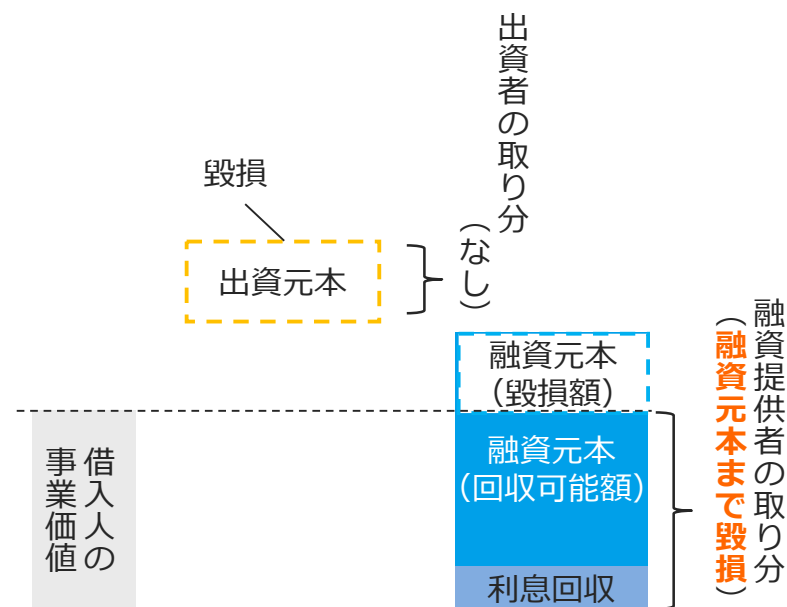 出資者の取り分
（なし）
毀損
出資元本
融資元本
（毀損額）
融資提供者の取り分
（融資元本まで毀損）
融資元本
（回収可能額）
借入人の
事業価値
利息回収